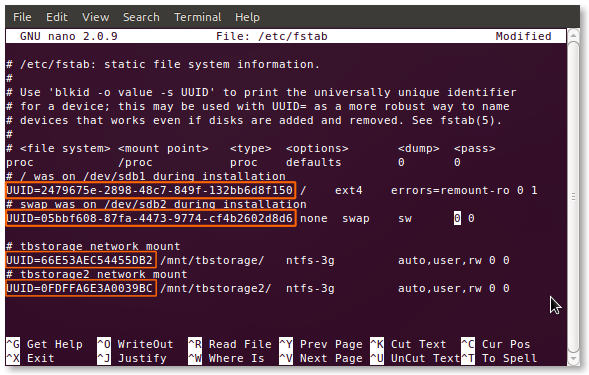 File Edit View Search Terminal Help
GNU nano 2.0.9 File: /etc/fstab Modified
# /etc/fstab: static file system information.
#
# Use 'blkid -o value -s UUID' to print the universally unique identifier
# for a device; this may be used with UUID= as a more robust way to name
# devices that works even if disks are added and removed. See fstab(5).
#
# <file system> <mount point> <type> <options> <dump> <pass>
proc /proc proc defaults 0 0
# / was on /dev/sdb1 during installation
UUID=2479675e-2898-48c7-849f-132bb6d8f150 / ext4 errors=remount-ro 0 1
# swap was on /dev/sdb2 during installation
UUID=05bbf608-87fa-4473-9774-cf4b2602d8d6 none swap sw 0 0
# tbstorage network mount
UUID=66E53AEC54455DB2 /mnt/tbstorage/ ntfs-3g auto,user,rw 0 0
# tbstorage2 network mount
UUID=0FDFFA6E3A0039BC /mnt/tbstorage2/ ntfs-3g auto,user,rw 0 0
^G Get Help ^O WriteOut ^R Read File ^Y Prev Page ^K Cut Text ^C Cur Pos
^X Exit ^J Justify ^W Where Is ^V Next Page ^U UnCut Text ^T To Spell